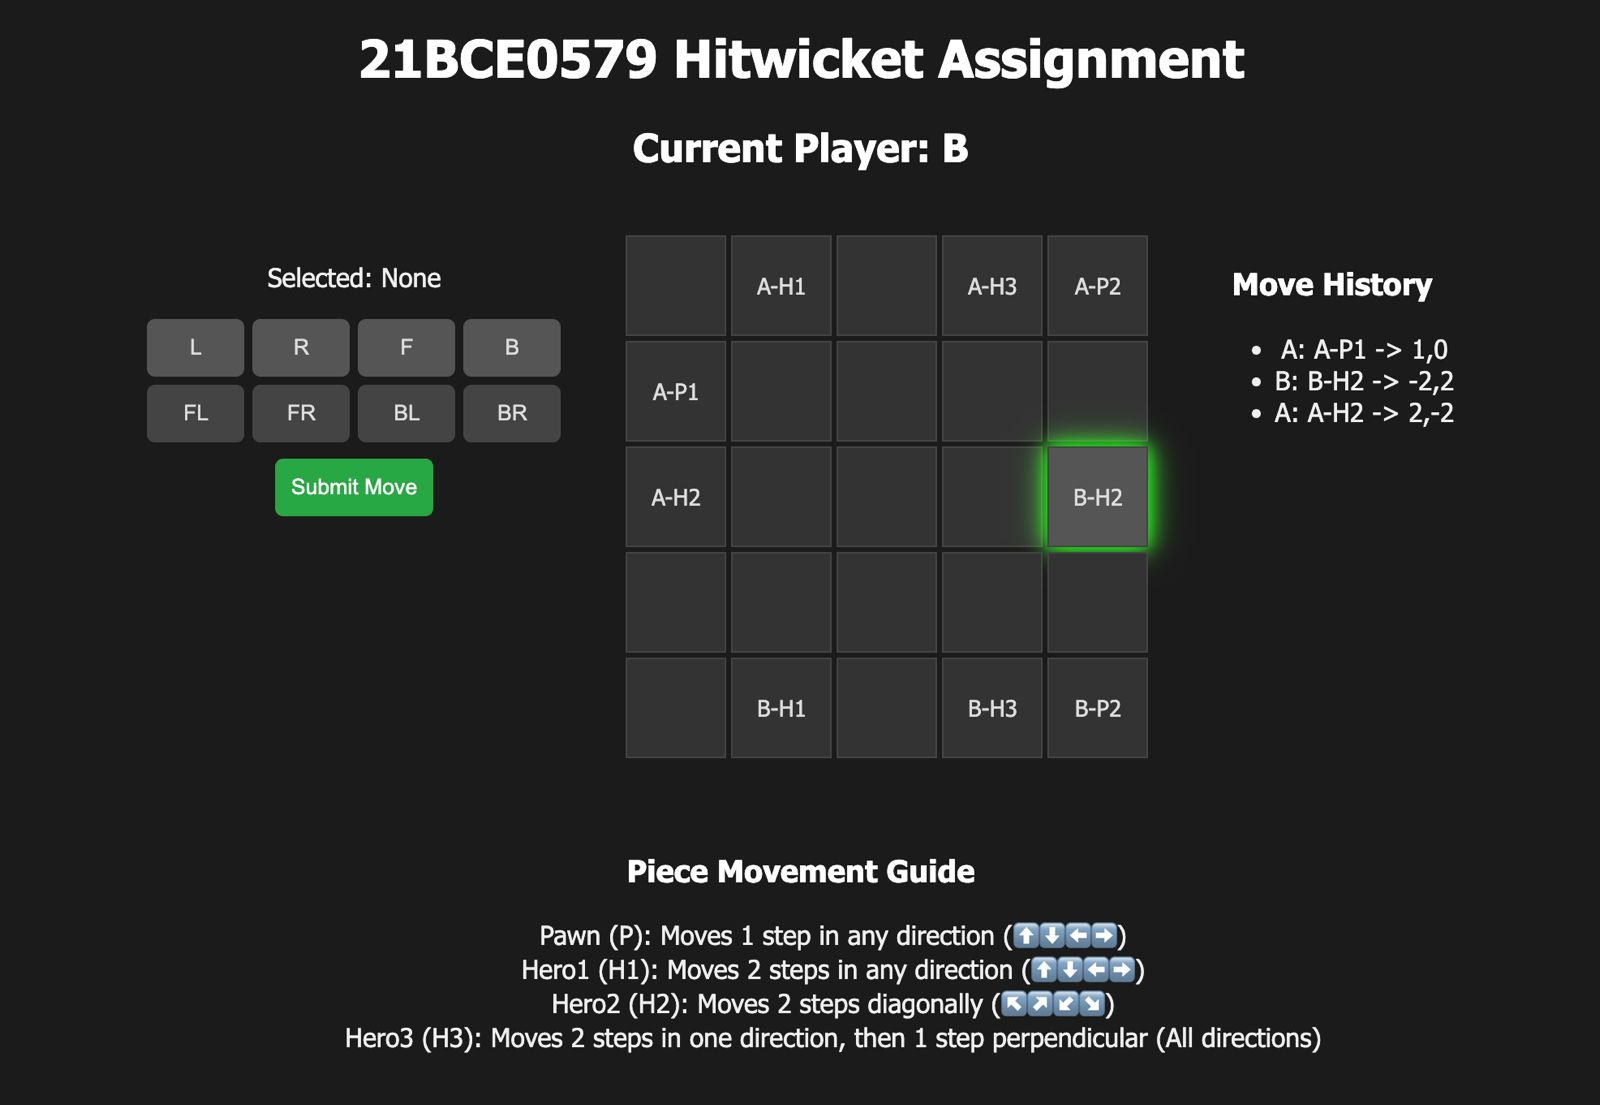 21BCE0579 Hitwicket Assignment
Current Player: B
Selected: None
L R F B
FL FR BL BR
Submit Move
A-H1 A-H3 A-P2
A-P1
A-H2 B-H2
B-H1 B-H3 B-P2
Move History
• A: A-P1 -> 1,0
• B: B-H2 -> -2,2
• A: A-H2 -> 2,-2
Piece Movement Guide
Pawn (P): Moves 1 step in any direction (⬆️⬇️⬅️➡️)
Hero1 (H1): Moves 2 steps in any direction (⬆️⬇️⬅️➡️)
Hero2 (H2): Moves 2 steps diagonally (↖️↗️↙️↘️)
Hero3 (H3): Moves 2 steps in one direction, then 1 step perpendicular (All directions)